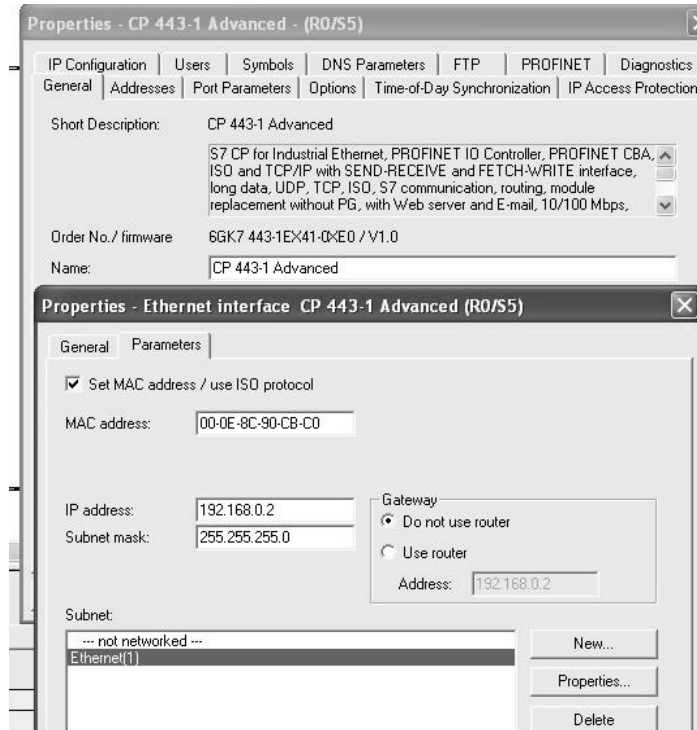 Properties - CP 443-1 Advanced - (R0/S5)
IP Configuration Users Symbols DNS Parameters FTP PROFINET Diagnostics
General Addresses Port Parameters Options Time-of-Day Synchronization IP Access Protection
Short Description: CP 443-1 Advanced
S7 CP for Industrial Ethernet, PROFINET IO Controller, PROFINET CBA,
ISO and TCP/IP with SEND-RECEIVE and FETCH-WRITE interface,
long data, UDP, TCP, ISO, S7 communication, routing, module
replacement without PG, with Web server and E-mail, 10/100 Mbps,
Order No./ firmware 6GK7 443-1EX41-0XE0 / V1.0
Name: CP 443-1 Advanced
Properties - Ethernet interface CP 443-1 Advanced (R0/S5)
General Parameters
Set MAC address / use ISO protocol
MAC address: 00-0E-8C-90-CB-C0
Gateway
IP address: 192.168.0.2 Do not use router
Subnet mask: 255.255.255.0
Use router
Address: 192.168.0.2
Subnet:
--- not networked --- New...
Ethernet(1)
Properties...
Delete